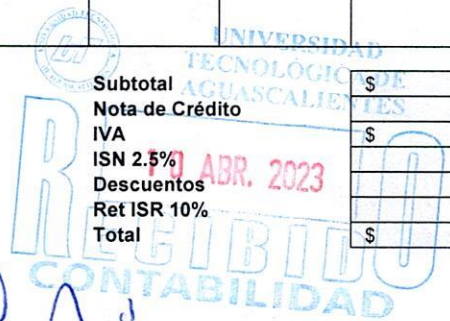 UNIVERSIDAD
TECNOLÓGICA DE
AGUASCALIENTES
Subtotal $
Nota de Crédito
IVA $
ISN 2.5%
10 ABR. 2023
Descuentos
Ret ISR 10%
Total $
RECIBIDO
CONTABILIDAD